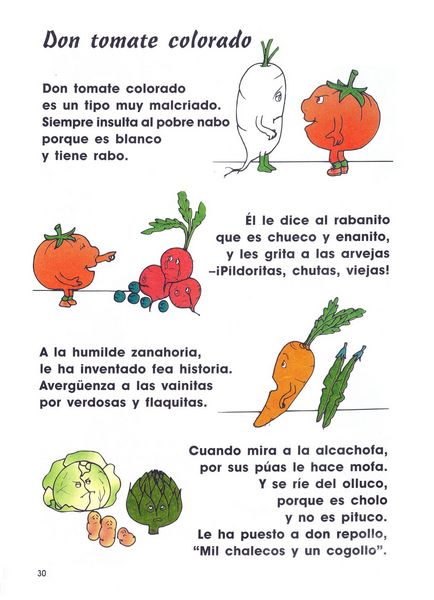 Don tomate colorado
Don tomate colorado
es un tipo muy malcriado.
Siempre insulta al pobre nabo
porque es blanco
y tiene rabo.
Él le dice al rabanito
que es chueco y enanito,
y les grita a las arvejas
–¡Pildoritas, chutas, viejas!
A la humilde zanahoria,
le ha inventado fea historia.
Avergüenza a las vainitas
por verdosas y flaquitas.
Cuando mira a la alcachofa,
por sus púas le hace mofa.
Y se ríe del olluco,
porque es cholo
y no es pituco.
Le ha puesto a don repollo,
“Mil chalecos y un cogollo”.
30